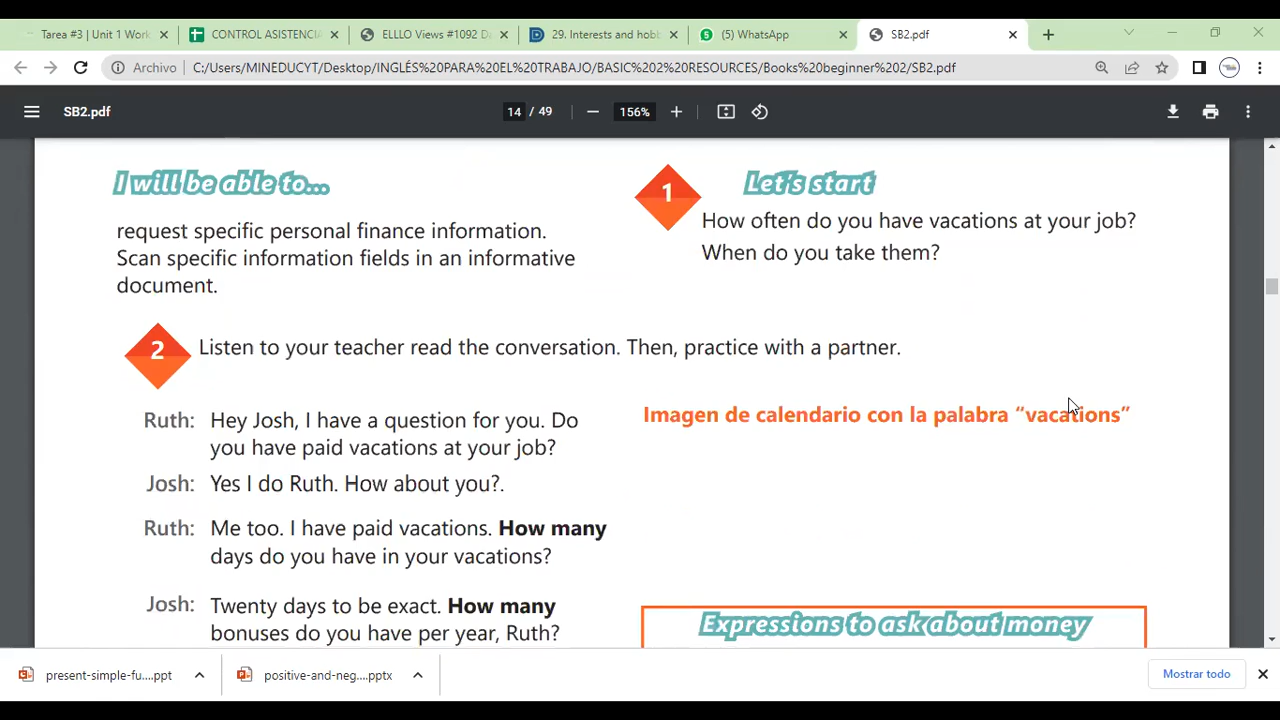 Tarea #3 | Unit 1 Work
CONTROL ASISTENCIA
ELLLO Views #1092 D
29. Interests and hobb
(5) WhatsApp
SB2.pdf
Archivo
C:/Users/MINEDUCYT/Desktop/INGLÉS%20PARA%20EL%20TRABAJO/BASIC%202%20RESOURCES/Books%20beginner%202/SB2.pdf
SB2.pdf
14 / 49
156%
I will be able to...
request specific personal finance information.
Scan specific information fields in an informative
document.
1
Let's start
How often do you have vacations at your job?
When do you take them?
2
Listen to your teacher read the conversation. Then, practice with a partner.
Ruth: Hey Josh, I have a question for you. Do
you have paid vacations at your job?
Josh: Yes I do Ruth. How about you?.
Ruth: Me too. I have paid vacations. How many
days do you have in your vacations?
Josh: Twenty days to be exact. How many
bonuses do you have per year, Ruth?
Imagen de calendario con la palabra “vacations”
Expressions to ask about money
present-simple-fu....ppt
positive-and-neg....pptx
Mostrar todo